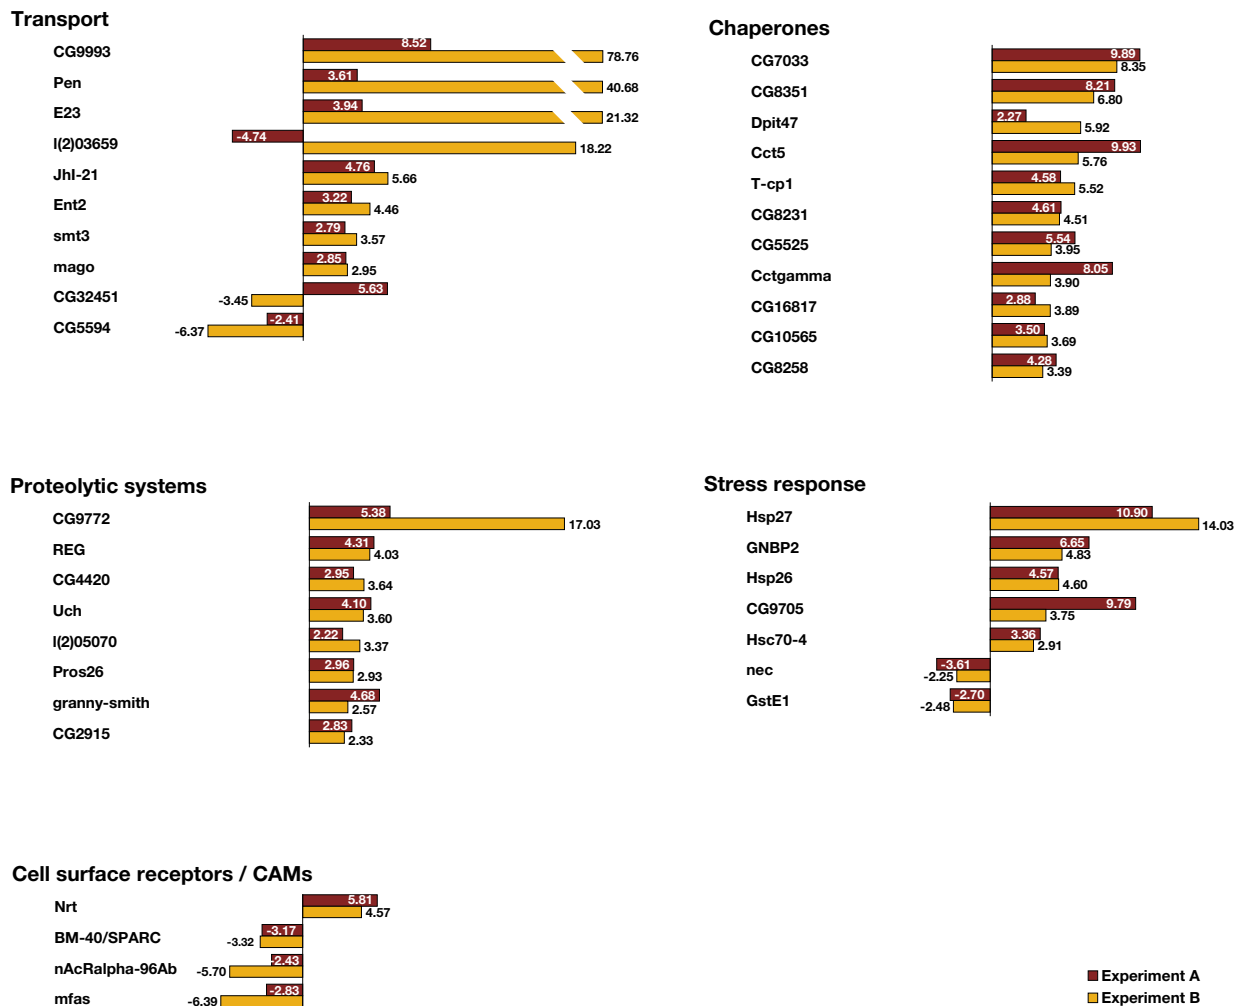 Transport
CG9993 8.52 78.76
Pen 3.61 40.68
E23 3.94 21.32
l(2)03659 -4.74 18.22
JhI-21 4.76 5.66
Ent2 3.22 4.46
smt3 2.79 3.57
mago 2.85 2.95
CG32451 5.63 -3.45
CG5594 -2.41 -6.37
Chaperones
CG7033 9.89 8.35
CG8351 8.21 6.80
Dpit47 2.27 5.92
Cct5 9.93 5.76
T-cp1 4.58 5.52
CG8231 4.61 4.51
CG5525 5.54 3.95
Cctgamma 8.05 3.90
CG16817 2.88 3.89
CG10565 3.50 3.69
CG8258 4.28 3.39
Proteolytic systems
CG9772 5.38 17.03
REG 4.31 4.03
CG4420 2.95 3.64
Uch 4.10 3.60
l(2)05070 2.22 3.37
Pros26 2.96 2.93
granny-smith 4.68 2.57
CG2915 2.83 2.33
Stress response
Hsp27 10.90 14.03
GNBP2 6.65 4.83
Hsp26 4.57 4.60
CG9705 9.79 3.75
Hsc70-4 3.36 2.91
nec -3.61 -2.25
GstE1 -2.70 -2.48
Cell surface receptors / CAMs
Nrt 5.81 4.57
BM-40/SPARC -3.17 -3.32
nAcRalpha-96Ab -2.43 -5.70
mfas -2.83 -6.39
Experiment A
Experiment B